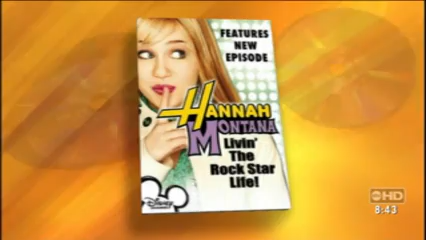 FEATURES
NEW
EPISODE
HANNAH
MONTANA
Livin'
The
Rock Star
Life!
Disney
HD
8:43